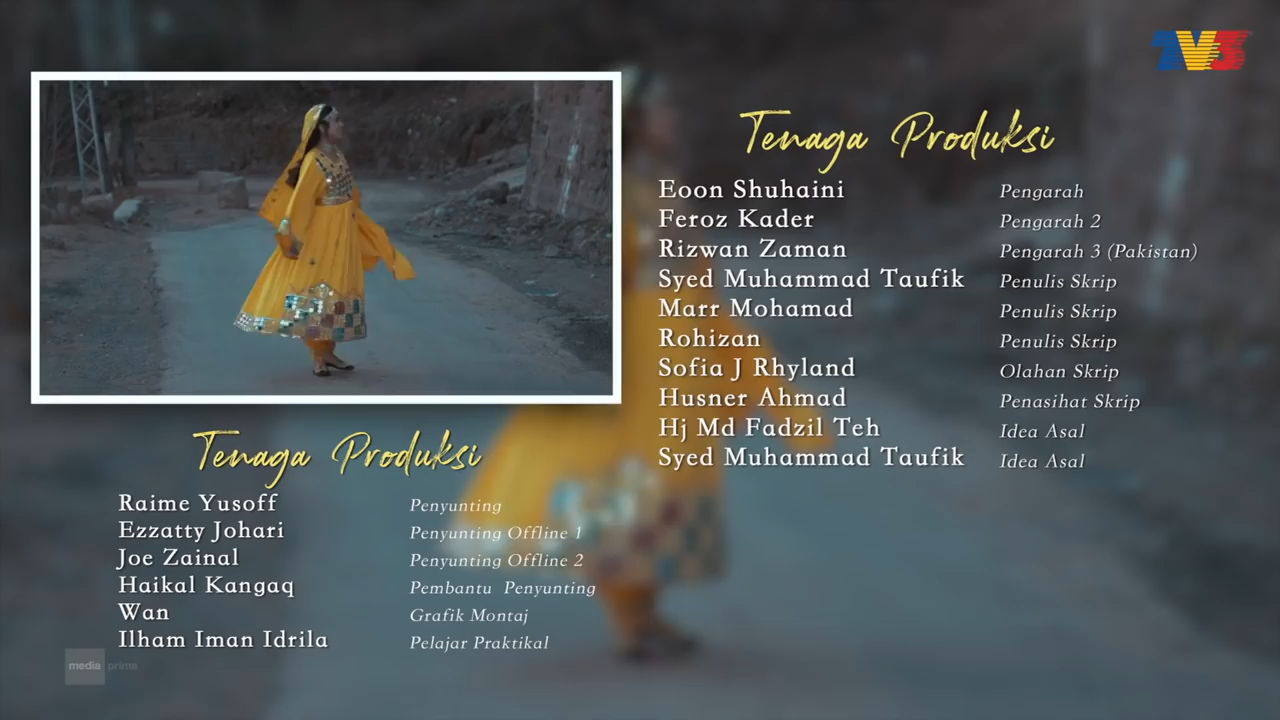 TV3
Tenaga Produksi
Eoon Shuhaini Pengarah
Feroz Kader Pengarah 2
Rizwan Zaman Pengarah 3 (Pakistan)
Syed Muhammad Taufik Penulis Skrip
Marr Mohamad Penulis Skrip
Rohizan Penulis Skrip
Sofia J Rhyland Olahan Skrip
Husner Ahmad Penasihat Skrip
Hj Md Fadzil Teh Idea Asal
Syed Muhammad Taufik Idea Asal
Tenaga Produksi
Raime Yusoff Penyunting
Ezzatty Johari Penyunting Offline 1
Joe Zainal Penyunting Offline 2
Haikal Kangaq Pembantu Penyunting
Wan Grafik Montaj
Ilham Iman Idrila Pelajar Praktikal
media prima